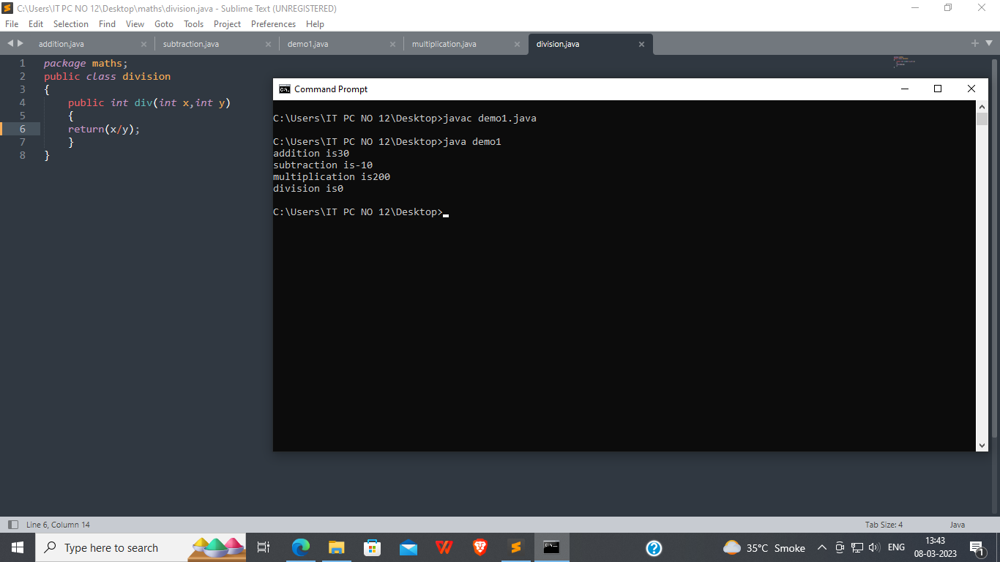 C:\Users\IT PC NO 12\Desktop\maths\division.java - Sublime Text (UNREGISTERED)
File Edit Selection Find View Goto Tools Project Preferences Help
addition.java subtraction.java demo1.java multiplication.java division.java
1 package maths;
2 public class division
3 {
4 public int div(int x,int y)
5 {
6 return(x/y);
7 }
8 }
Command Prompt
C:\Users\IT PC NO 12\Desktop>javac demo1.java
C:\Users\IT PC NO 12\Desktop>java demo1
addition is30
subtraction is-10
multiplication is200
division is0
C:\Users\IT PC NO 12\Desktop>
Line 6, Column 14 Tab Size: 4 Java
Type here to search 35°C Smoke ENG 13:43
08-03-2023 1